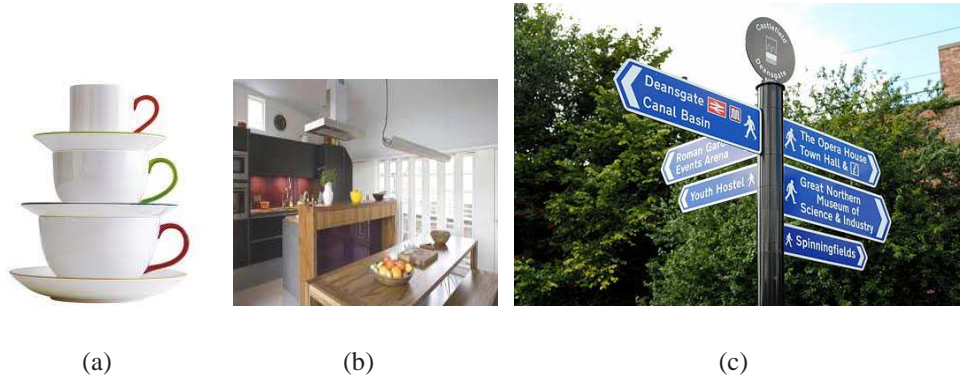 Castlefield
Deansgate
Deansgate
Canal Basin
The Opera House
Town Hall & i
Roman Gard
Events Arena
Youth Hostel
Great Northern
Museum of
Science & Industry
Spinningfields
(a)
(b)
(c)